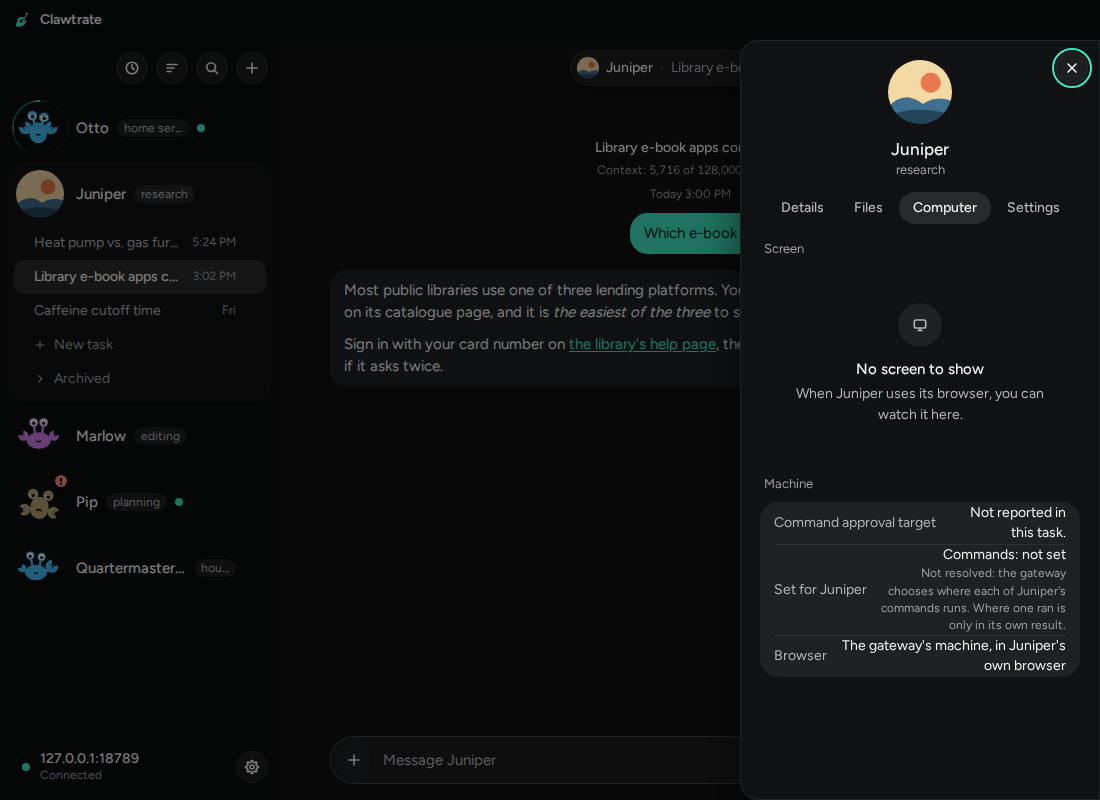 Clawtrate
Otto
home ser...
Juniper
research
Heat pump vs. gas fur...
5:24 PM
Library e-book apps c...
3:02 PM
Caffeine cutoff time
Fri
New task
Archived
Marlow
editing
Pip
planning
Quartermaster...
hou...
127.0.0.1:18789
Connected
Juniper · Library e-bo
Library e-book apps con
Context: 5,716 of 128,000
Today 3:00 PM
Which e-book
Most public libraries use one of three lending platforms. Yo
on its catalogue page, and it is the easiest of the three to s
Sign in with your card number on the library's help page, the
if it asks twice.
Message Juniper
Juniper
research
Details
Files
Computer
Settings
Screen
No screen to show
When Juniper uses its browser, you can
watch it here.
Machine
Command approval target
Not reported in
this task.
Set for Juniper
Commands: not set
Not resolved: the gateway
chooses where each of Juniper's
commands runs. Where one ran is
only in its own result.
Browser
The gateway's machine, in Juniper's
own browser